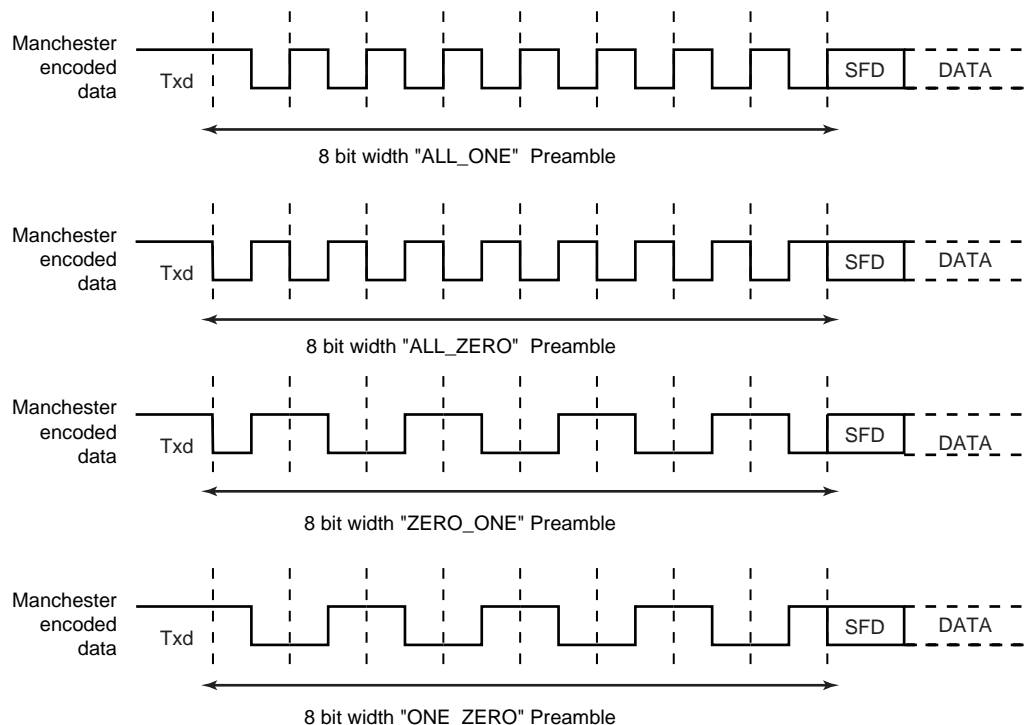 Manchester
encoded
data
Txd
SFD
DATA
8 bit width "ALL_ONE" Preamble
Manchester
encoded
data
Txd
SFD
DATA
8 bit width "ALL_ZERO" Preamble
Manchester
encoded
data
Txd
SFD
DATA
8 bit width "ZERO_ONE" Preamble
Manchester
encoded
data
Txd
SFD
DATA
8 bit width "ONE_ZERO" Preamble